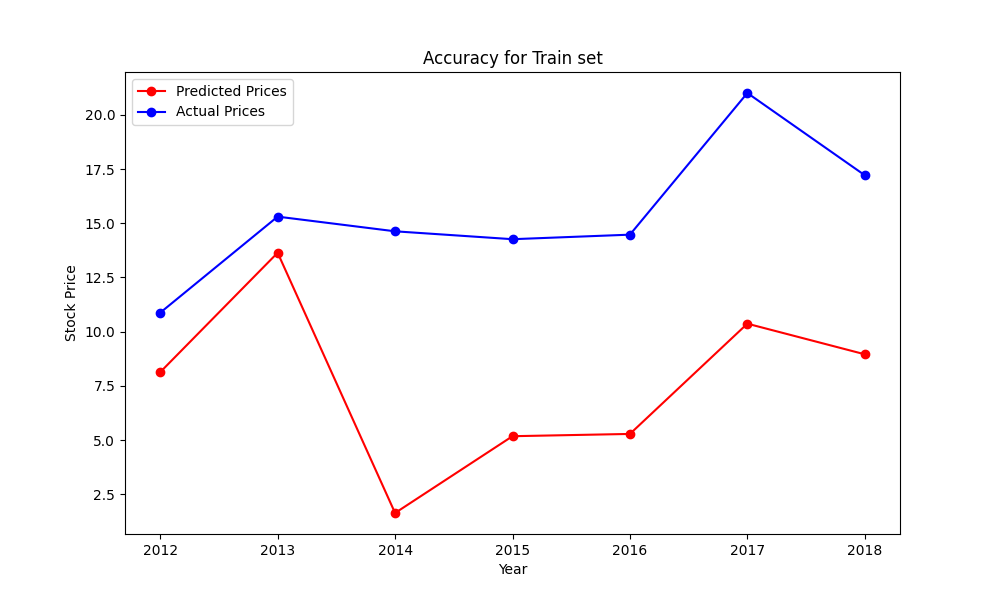 Accuracy for Train set
Predicted Prices
Actual Prices
20.0
17.5
15.0
12.5
10.0
7.5
5.0
2.5
Stock Price
2012 2013 2014 2015 2016 2017 2018
Year